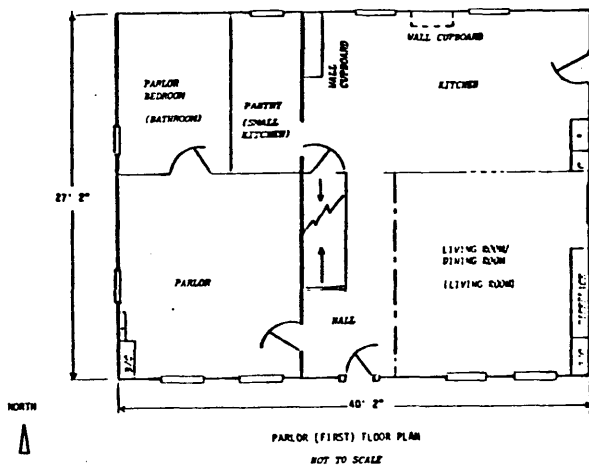 WALL CUPBOARD
WALL
CUPBOARD
PARLOR
BEDROOM
(BATHROOM)
PANTRY
(SMALL
KITCHEN)
KITCHEN
27' 2"
PARLOR
LIVING ROOM/
DINING ROOM
(LIVING ROOM)
HALL
40' 2"
NORTH
PARLOR (FIRST) FLOOR PLAN
NOT TO SCALE